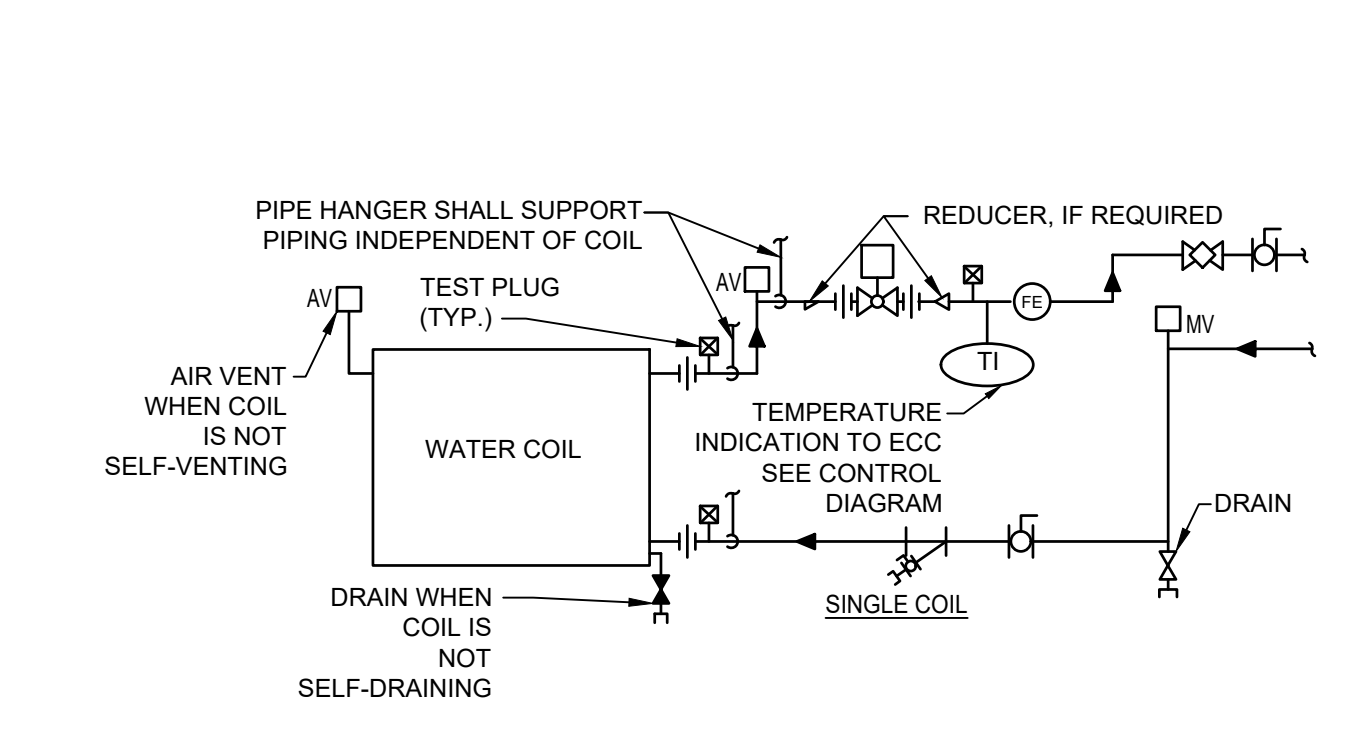 PIPE HANGER SHALL SUPPORT
PIPING INDEPENDENT OF COIL
REDUCER, IF REQUIRED
AV
TEST PLUG
(TYP.)
AV
FE
MV
TI
AIR VENT
WHEN COIL
IS NOT
SELF-VENTING
WATER COIL
TEMPERATURE
INDICATION TO ECC
SEE CONTROL
DIAGRAM
DRAIN
DRAIN WHEN
COIL IS
NOT
SELF-DRAINING
SINGLE COIL